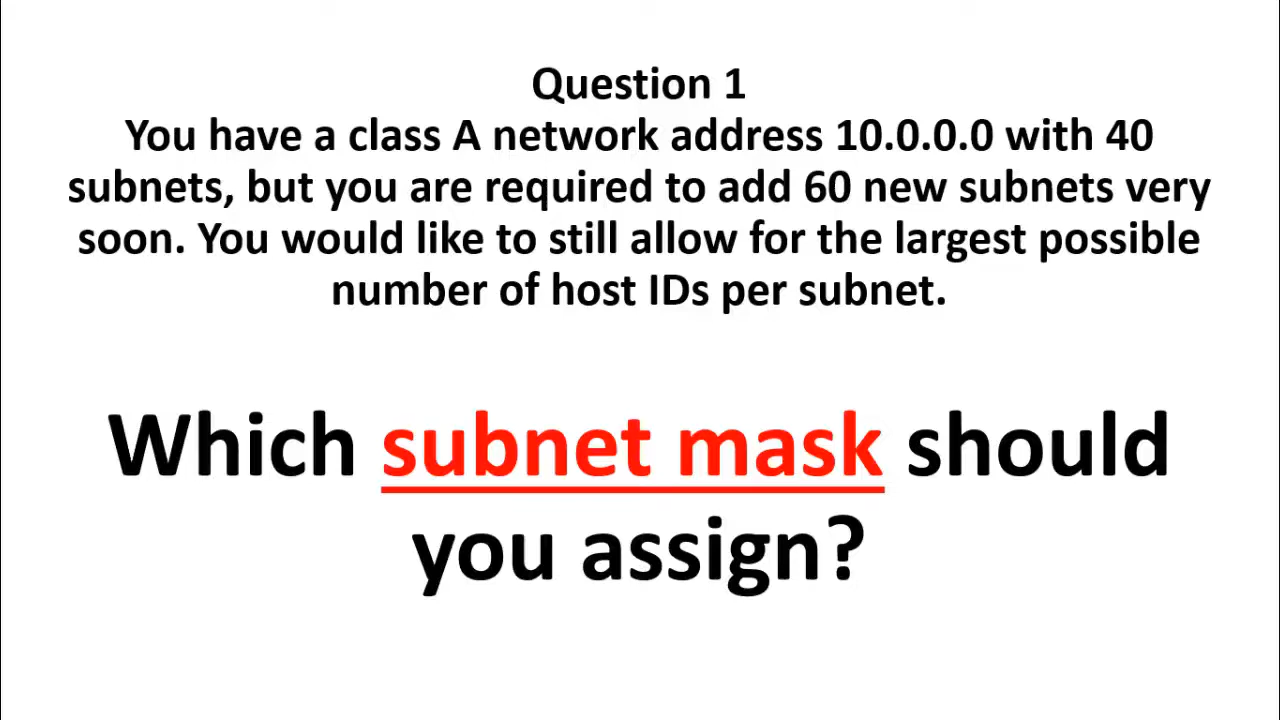 Question 1
You have a class A network address 10.0.0.0 with 40
subnets, but you are required to add 60 new subnets very
soon. You would like to still allow for the largest possible
number of host IDs per subnet.
Which subnet mask should
you assign?